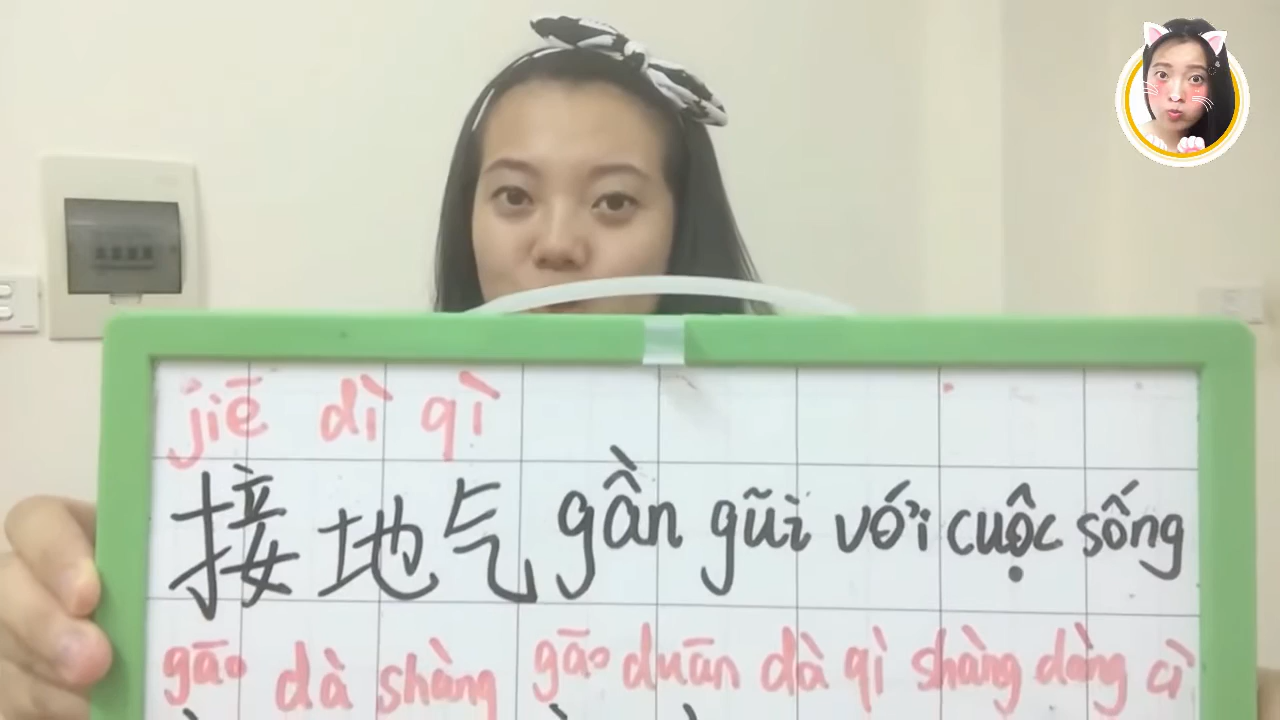 jiē dì qì
接地气 gần gũi với cuộc sống
gāo dà shàng gāo duān dà qì shàng dàng cì